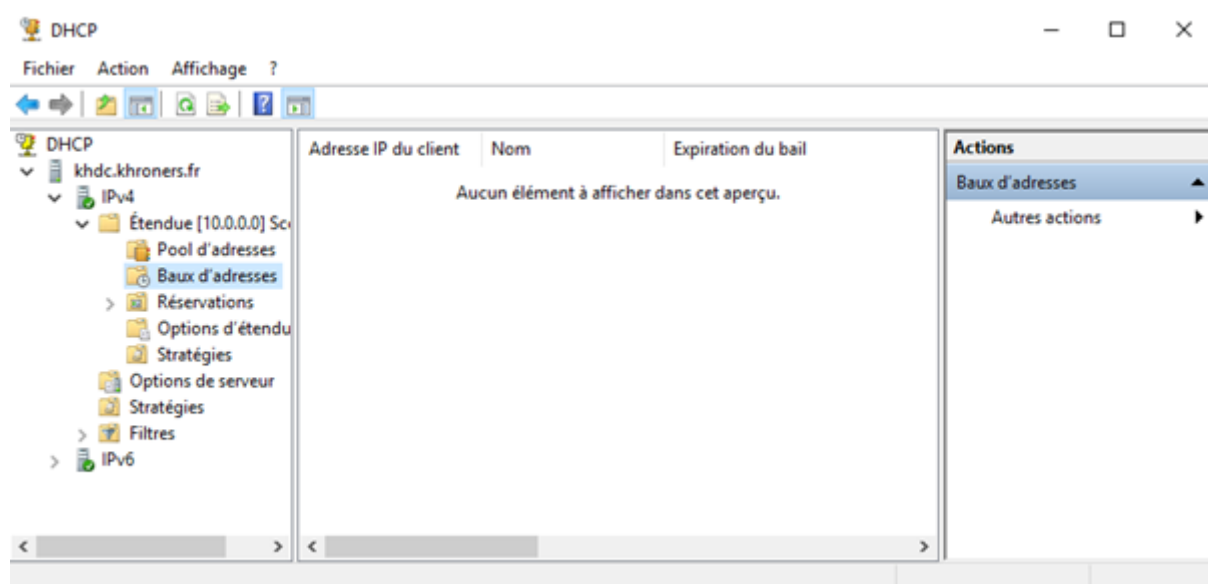 DHCP
Fichier Action Affichage ?
DHCP
khdc.khroners.fr
IPv4
Étendue [10.0.0.0] Sco
Pool d'adresses
Baux d'adresses
Réservations
Options d'étendu
Stratégies
Options de serveur
Stratégies
Filtres
IPv6
Adresse IP du client Nom Expiration du bail
Aucun élément à afficher dans cet aperçu.
Actions
Baux d'adresses
Autres actions